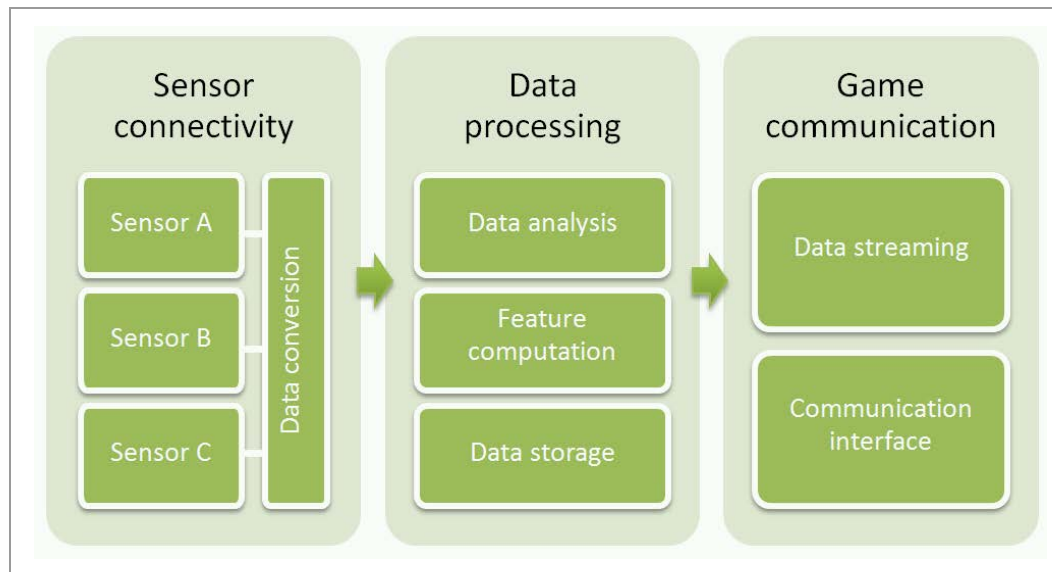 Sensor
connectivity
Sensor A
Sensor B
Sensor C
Data conversion
Data
processing
Data analysis
Feature
computation
Data storage
Game
communication
Data streaming
Communication
interface